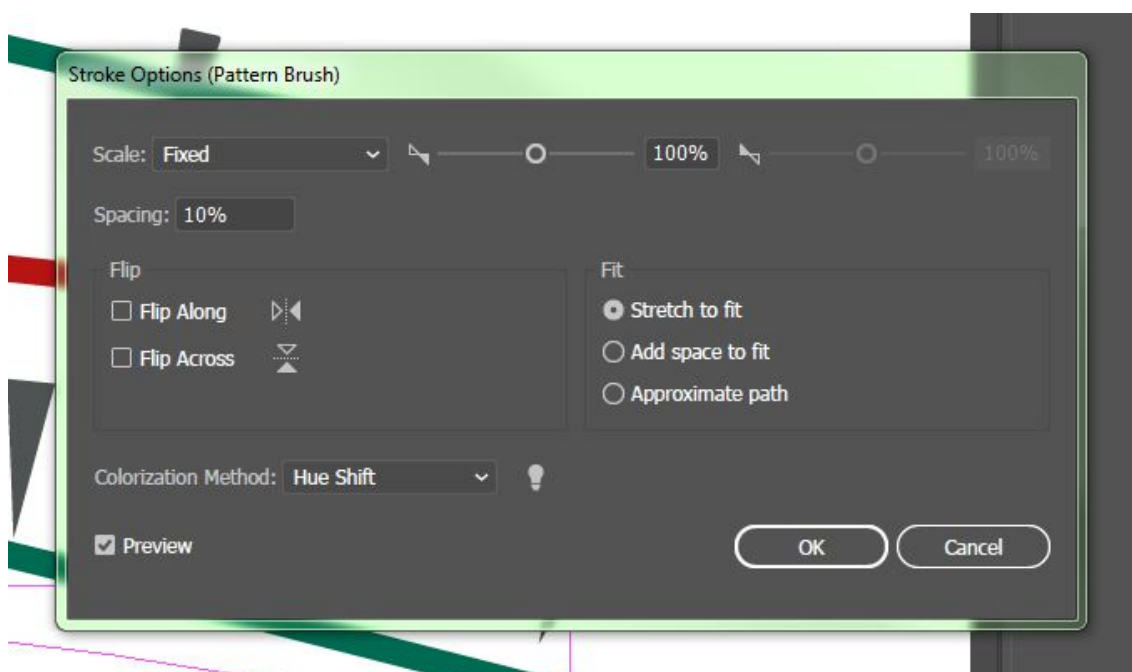 Stroke Options (Pattern Brush)
Scale: Fixed 100% 100%
Spacing: 10%
Flip
Flip Along
Flip Across
Fit
Stretch to fit
Add space to fit
Approximate path
Colorization Method: Hue Shift
Preview
OK
Cancel